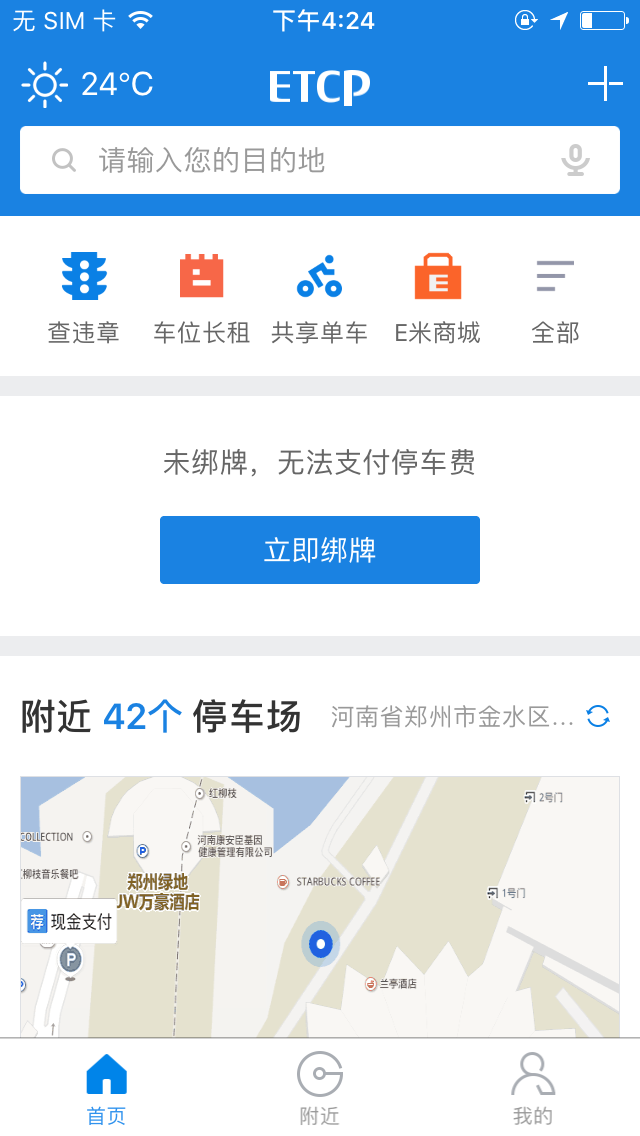 无 SIM 卡
下午4:24
24°C
ETCP
请输入您的目的地
查违章
车位长租
共享单车
E米商城
全部
未绑牌，无法支付停车费
立即绑牌
附近 42个 停车场
河南省郑州市金水区...
红柳枝
2号门
COLLECTION
P
河南康安臣基因
健康管理有限公司
红柳枝音乐餐吧
郑州绿地
JW万豪酒店
STARBUCKS COFFEE
1号门
荐 现金支付
P
兰亭酒店
首页
附近
我的